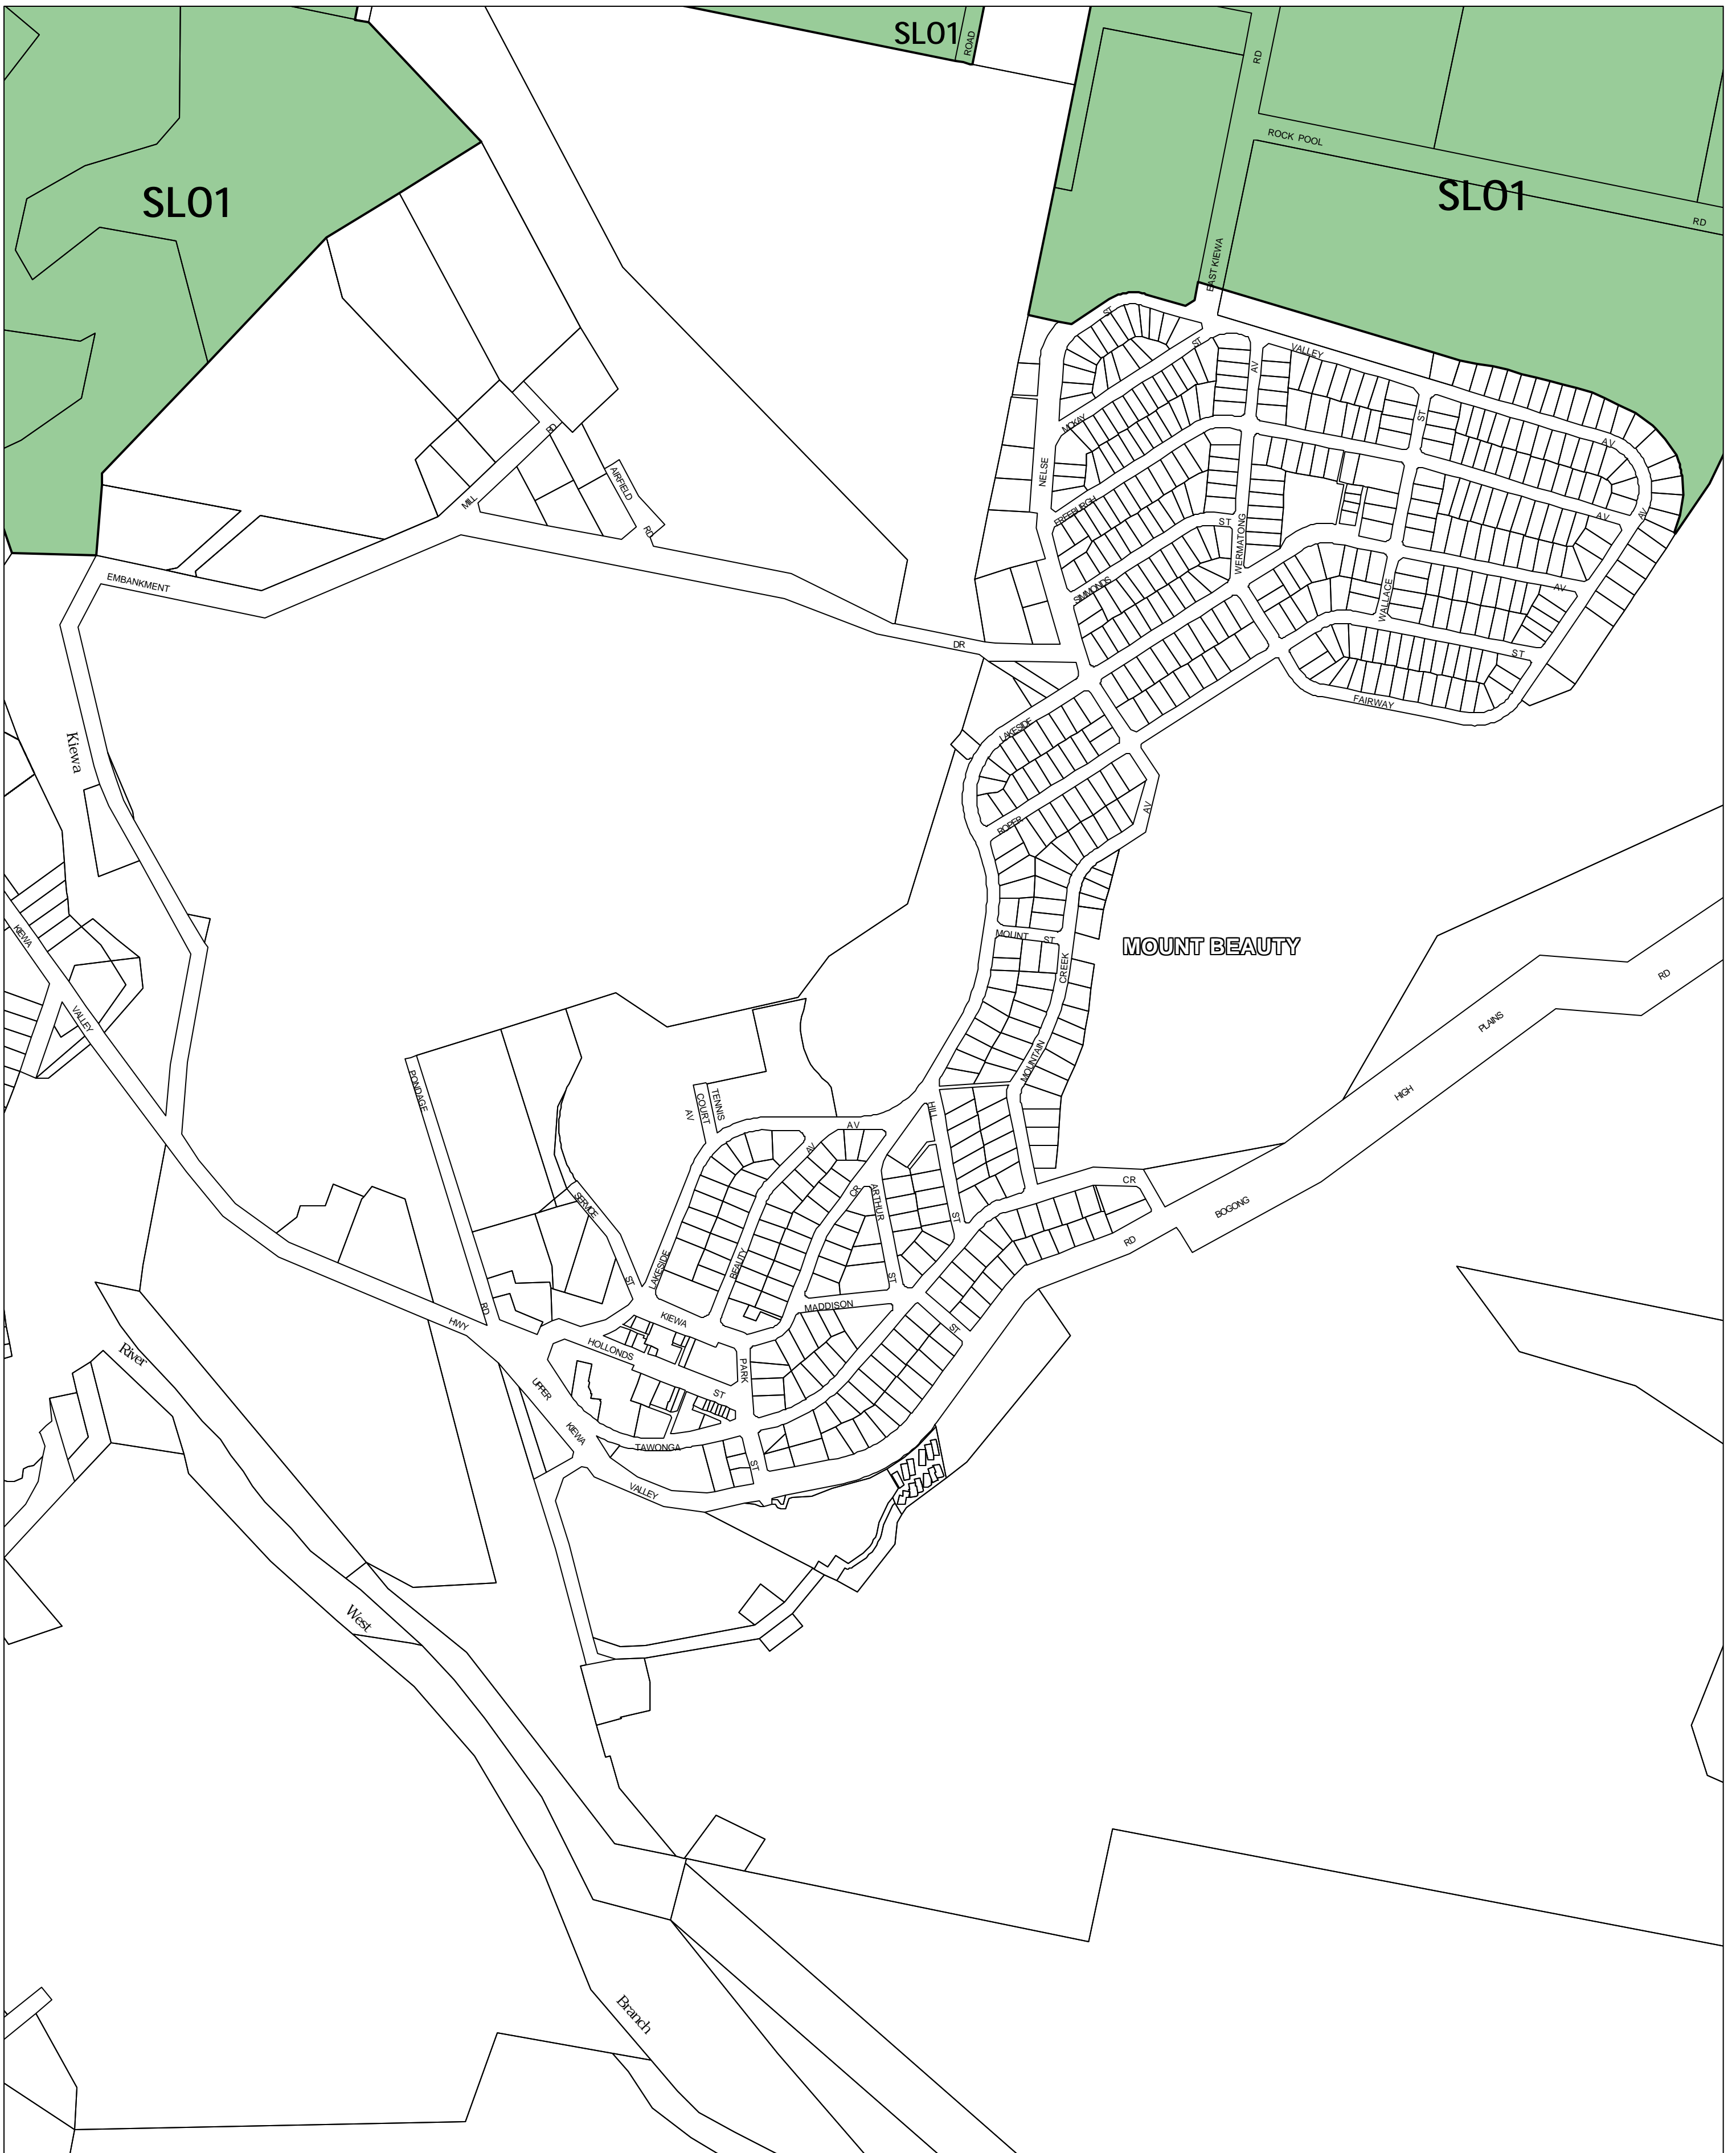 SLO1
ROAD
RD
ROCK POOL
SLO1
SLO1
RD
EAST KIEWA
ST
ST
VALLEY
AV
ST
MCKAY
AV
NELSE
RD
AIRFIELD
MILL
RD
FREEBURGH
ST
AV
AV
WERMATONG
EMBANKMENT
SIMMONDS
AV
WALLACE
DR
ST
FAIRWAY
LAKESIDE
Kiewa
AV
ROPER
KIEWA
MOUNT ST
MOUNT BEAUTY
CREEK
RD
VALLEY
PLAINS
MOUNTAIN
PONDAGE
TENNIS
COURT
AV
HILL
HIGH
AV
AV
CR
CR
ARTHUR
SERVICE
BOGONG
ST
RD
LAKESIDE
BEAUTY
ST
ST
RD
MADDISON
HWY
KIEWA
ST
HOLLONDS
River
PARK
UPPER
ST
KIEWA
TAWONGA
ST
VALLEY
West
Branch